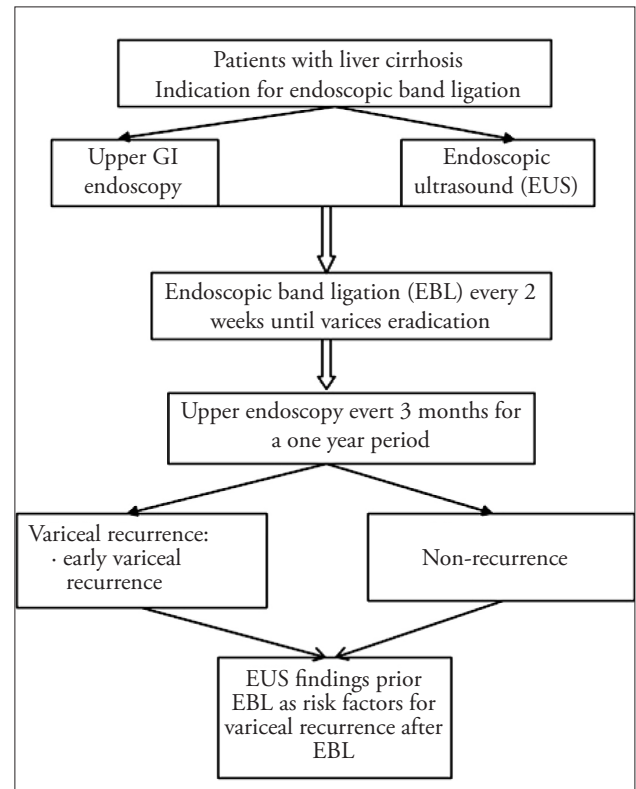 Patients with liver cirrhosis
Indication for endoscopic band ligation
Upper GI
endoscopy
Endoscopic
ultrasound (EUS)
Endoscopic band ligation (EBL) every 2
weeks until varices eradication
Upper endoscopy evert 3 months for
a one year period
Variceal recurrence:
· early variceal
recurrence
Non-recurrence
EUS findings prior
EBL as risk factors for
variceal recurrence after
EBL